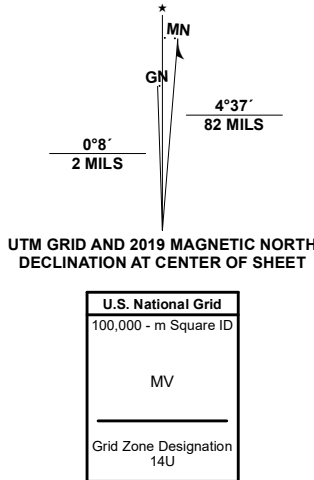 ★
MN
GN
4°37´
82 MILS
0°8´
2 MILS
UTM GRID AND 2019 MAGNETIC NORTH
DECLINATION AT CENTER OF SHEET
U.S. National Grid
100,000 - m Square ID
MV
Grid Zone Designation
14U